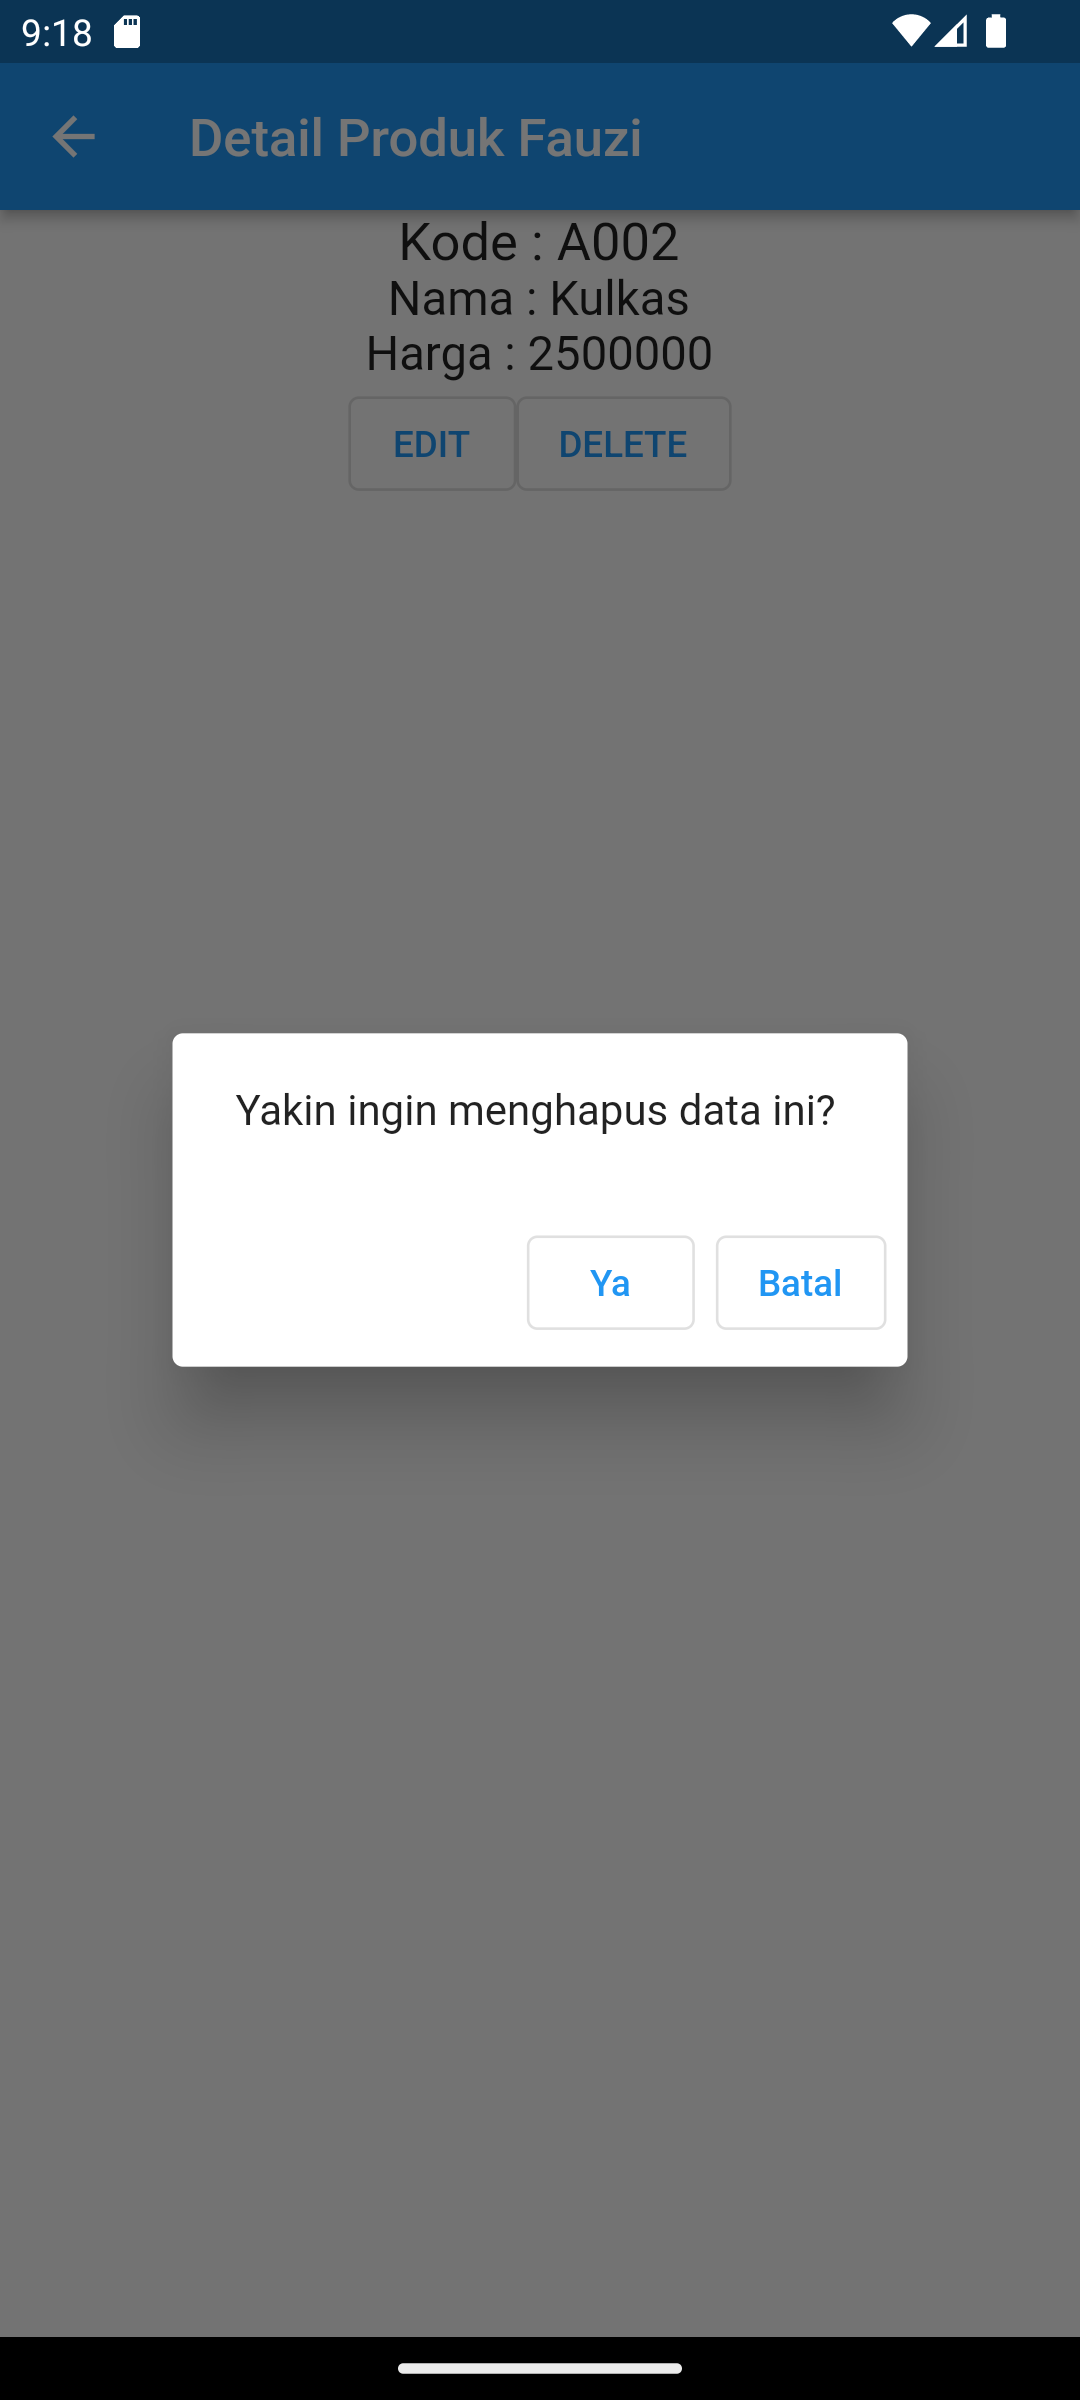 9:18
Detail Produk Fauzi
Kode : A002
Nama : Kulkas
Harga : 2500000
EDIT DELETE
Yakin ingin menghapus data ini?
Ya Batal